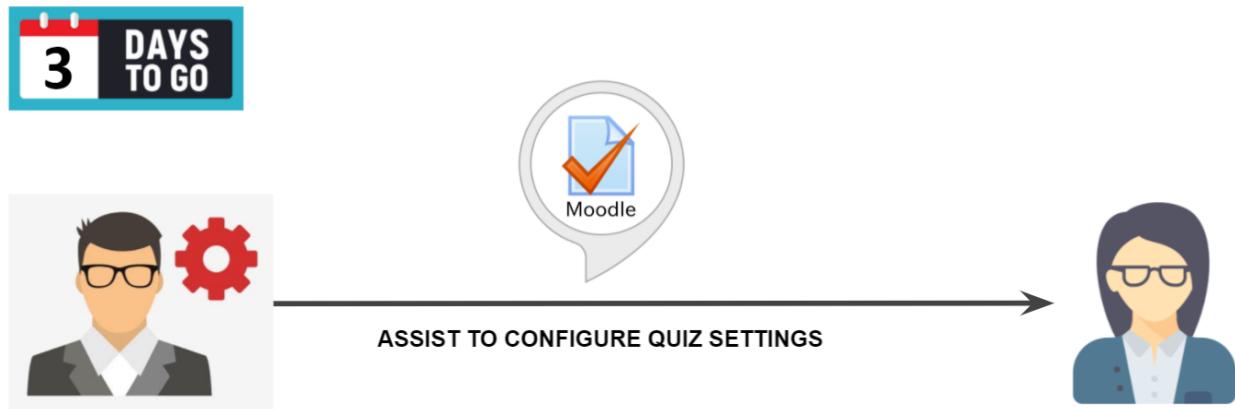 3
DAYS
TO GO
Moodle
ASSIST TO CONFIGURE QUIZ SETTINGS